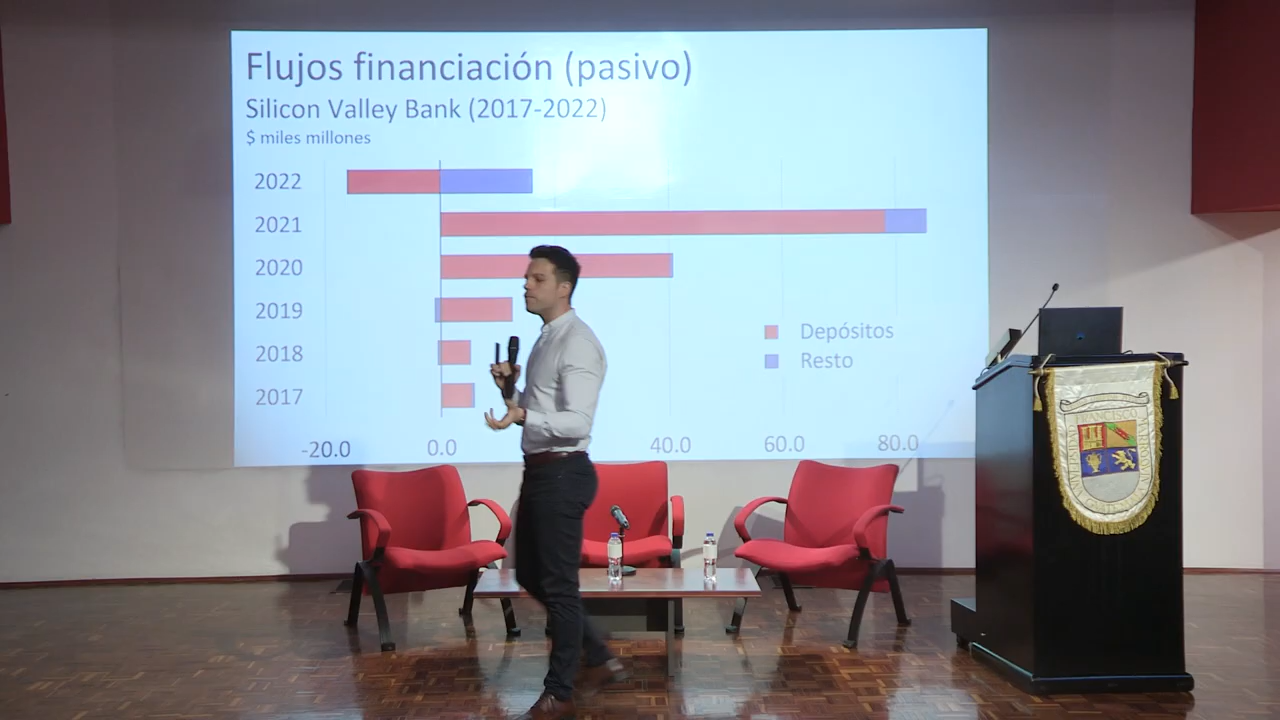 Flujos financiación (pasivo)
Silicon Valley Bank (2017-2022)
$ miles millones
2022
2021
2020
2019
2018
2017
Depósitos
Resto
-20.0 0.0 40.0 60.0 80.0
FRANCISCO